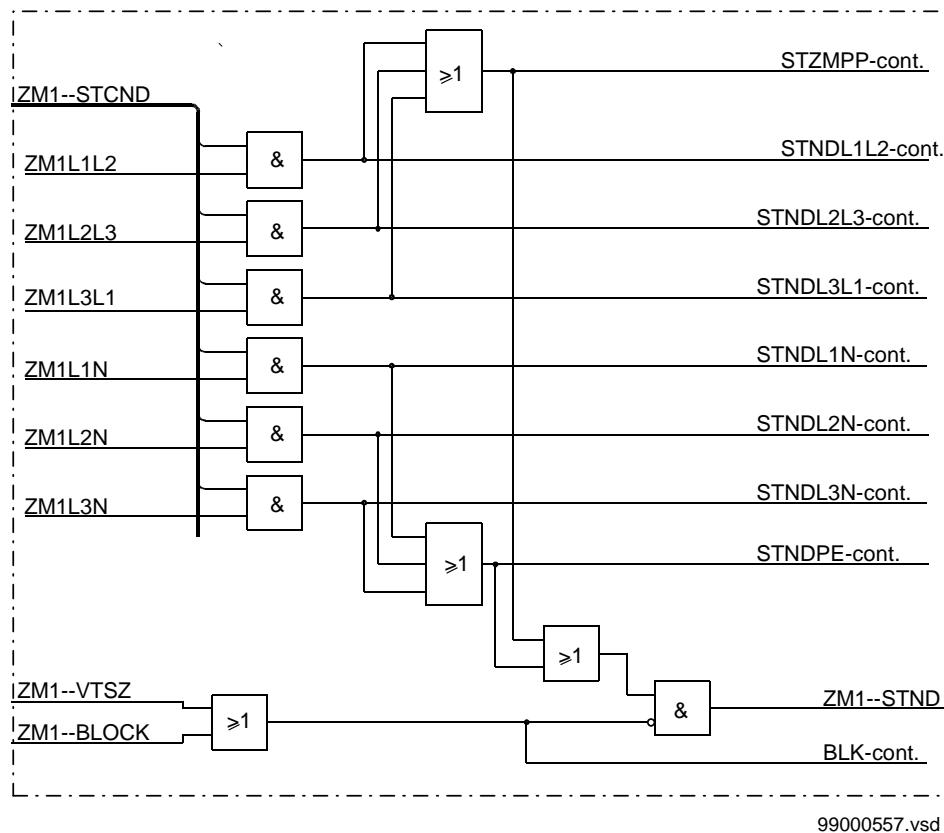 STZMPP-cont.
≥1
ZM1--STCND
&
STNDL1L2-cont.
ZM1L1L2
&
STNDL2L3-cont.
ZM1L2L3
&
STNDL3L1-cont.
ZM1L3L1
&
STNDL1N-cont.
ZM1L1N
&
STNDL2N-cont.
ZM1L2N
&
STNDL3N-cont.
ZM1L3N
≥1
STNDPE-cont.
≥1
ZM1--VTSZ
≥1
&
ZM1--STND
ZM1--BLOCK
BLK-cont.
99000557.vsd